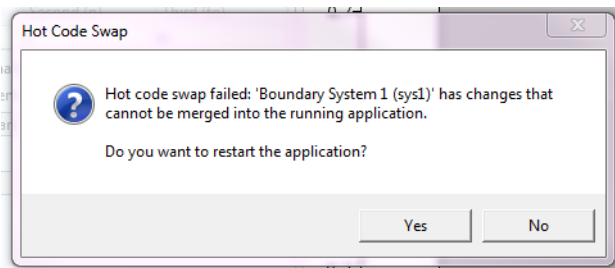 Hot Code Swap
Hot code swap failed: 'Boundary System 1 (sys1)' has changes that
cannot be merged into the running application.
Do you want to restart the application?
Yes
No